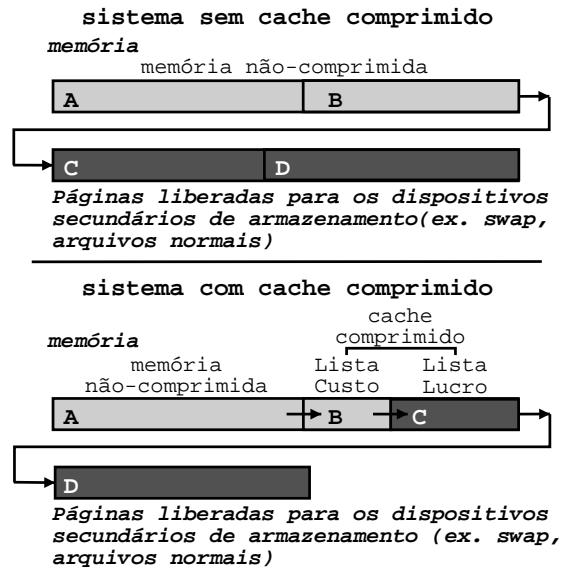 sistema sem cache comprimido
memória
memória não-comprimida
A B
C D
Páginas liberadas para os dispositivos
secundários de armazenamento(ex. swap,
arquivos normais)
sistema com cache comprimido
cache
comprimido
memória
memória Lista Lista
não-comprimida Custo Lucro
A B C
D
Páginas liberadas para os dispositivos
secundários de armazenamento (ex. swap,
arquivos normais)